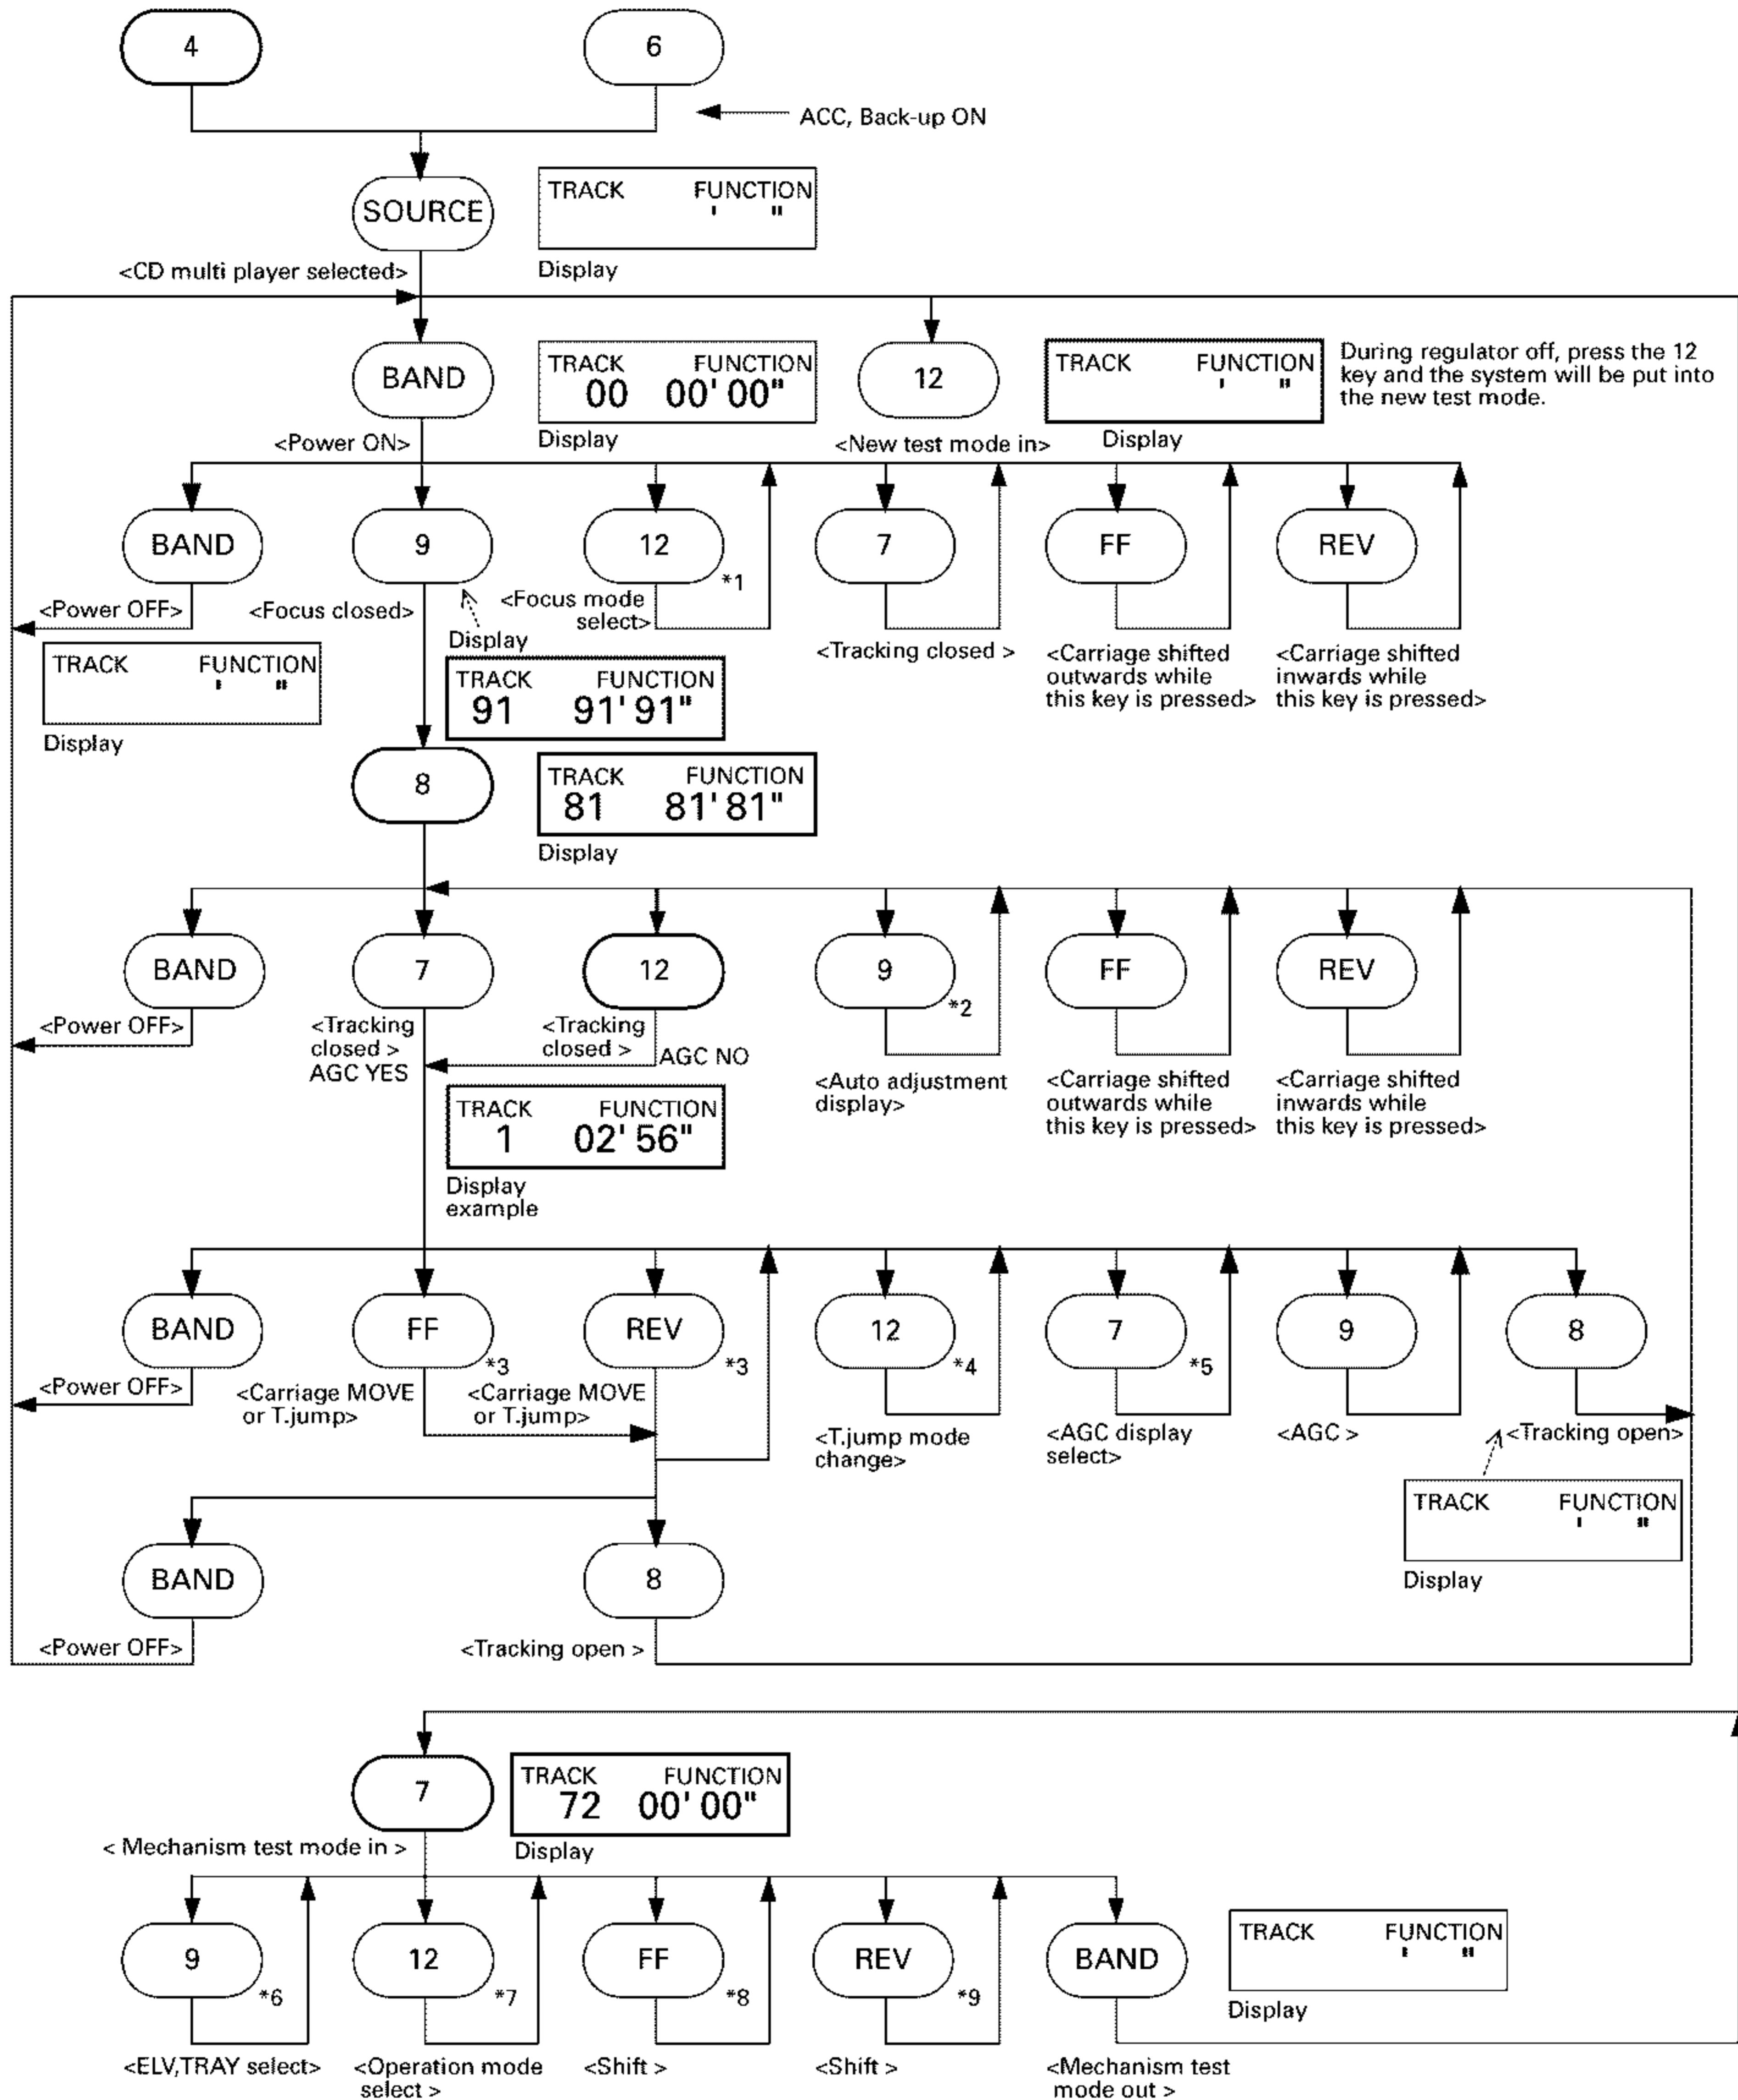 4
6
ACC, Back-up ON
SOURCE
TRACK FUNCTION
' "
Display
<CD multi player selected>
BAND
TRACK FUNCTION
00 00' 00"
Display
12
TRACK FUNCTION
' "
Display
During regulator off, press the 12
key and the system will be put into
the new test mode.
<Power ON>
<New test mode in>
BAND
9
12
*1
7
FF
REV
<Power OFF>
<Focus closed>
<Focus mode
select>
<Tracking closed >
<Carriage shifted
outwards while
this key is pressed>
<Carriage shifted
inwards while
this key is pressed>
TRACK FUNCTION
' "
Display
Display
TRACK FUNCTION
91 91' 91"
8
TRACK FUNCTION
81 81' 81"
Display
BAND
7
12
9
*2
FF
REV
<Power OFF>
<Tracking
closed >
AGC YES
<Tracking
closed >
AGC NO
<Auto adjustment
display>
<Carriage shifted
outwards while
this key is pressed>
<Carriage shifted
inwards while
this key is pressed>
TRACK FUNCTION
1 02' 56"
Display
example
BAND
FF
*3
REV
*3
12
*4
7
*5
9
8
<Power OFF>
<Carriage MOVE
or T.jump>
<Carriage MOVE
or T.jump>
<T.jump mode
change>
<AGC display
select>
<AGC >
<Tracking open>
TRACK FUNCTION
' "
Display
BAND
8
<Power OFF>
<Tracking open >
7
TRACK FUNCTION
72 00' 00"
Display
< Mechanism test mode in >
9
*6
12
*7
FF
*8
REV
*9
BAND
TRACK FUNCTION
' "
Display
<ELV,TRAY select>
<Operation mode
select >
<Shift >
<Shift >
<Mechanism test
mode out >